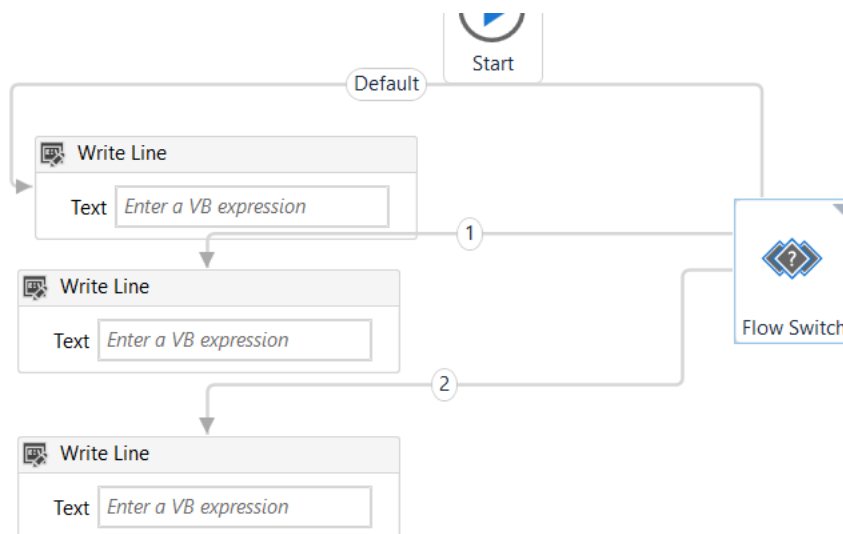 Start
Default
Write Line
Text Enter a VB expression
1
Write Line
Text Enter a VB expression
Flow Switch
2
Write Line
Text Enter a VB expression